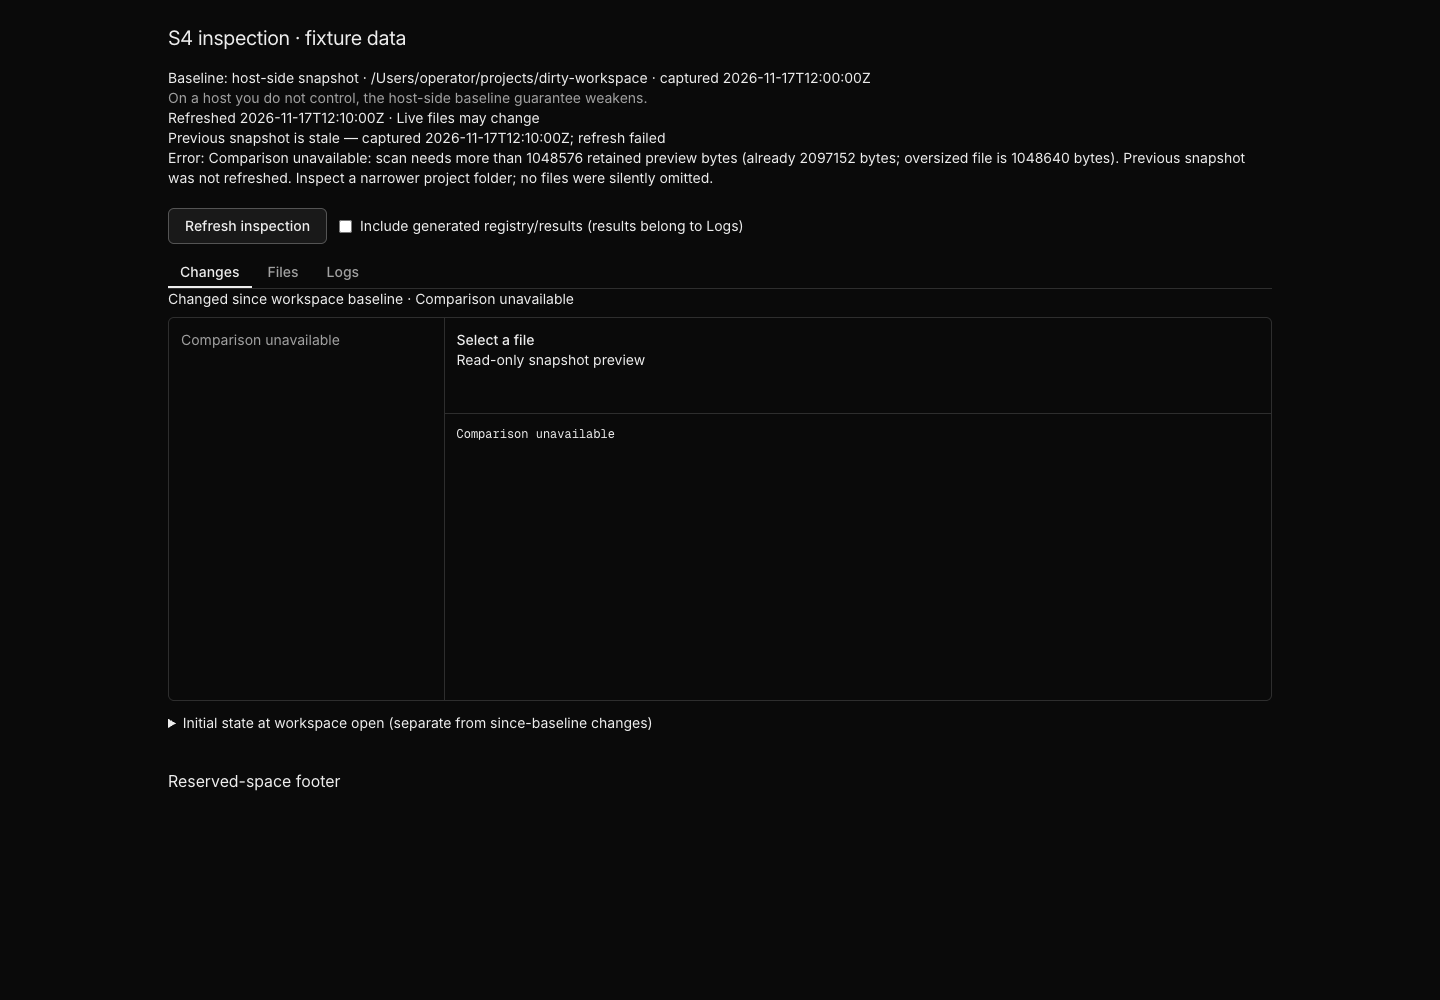 S4 inspection · fixture data
Baseline: host-side snapshot · /Users/operator/projects/dirty-workspace · captured 2026-11-17T12:00:00Z
On a host you do not control, the host-side baseline guarantee weakens.
Refreshed 2026-11-17T12:10:00Z · Live files may change
Previous snapshot is stale — captured 2026-11-17T12:10:00Z; refresh failed
Error: Comparison unavailable: scan needs more than 1048576 retained preview bytes (already 2097152 bytes; oversized file is 1048640 bytes). Previous snapshot
was not refreshed. Inspect a narrower project folder; no files were silently omitted.
Refresh inspection
Include generated registry/results (results belong to Logs)
Changes Files Logs
Changed since workspace baseline · Comparison unavailable
Comparison unavailable
Select a file
Read-only snapshot preview
Comparison unavailable
Initial state at workspace open (separate from since-baseline changes)
Reserved-space footer